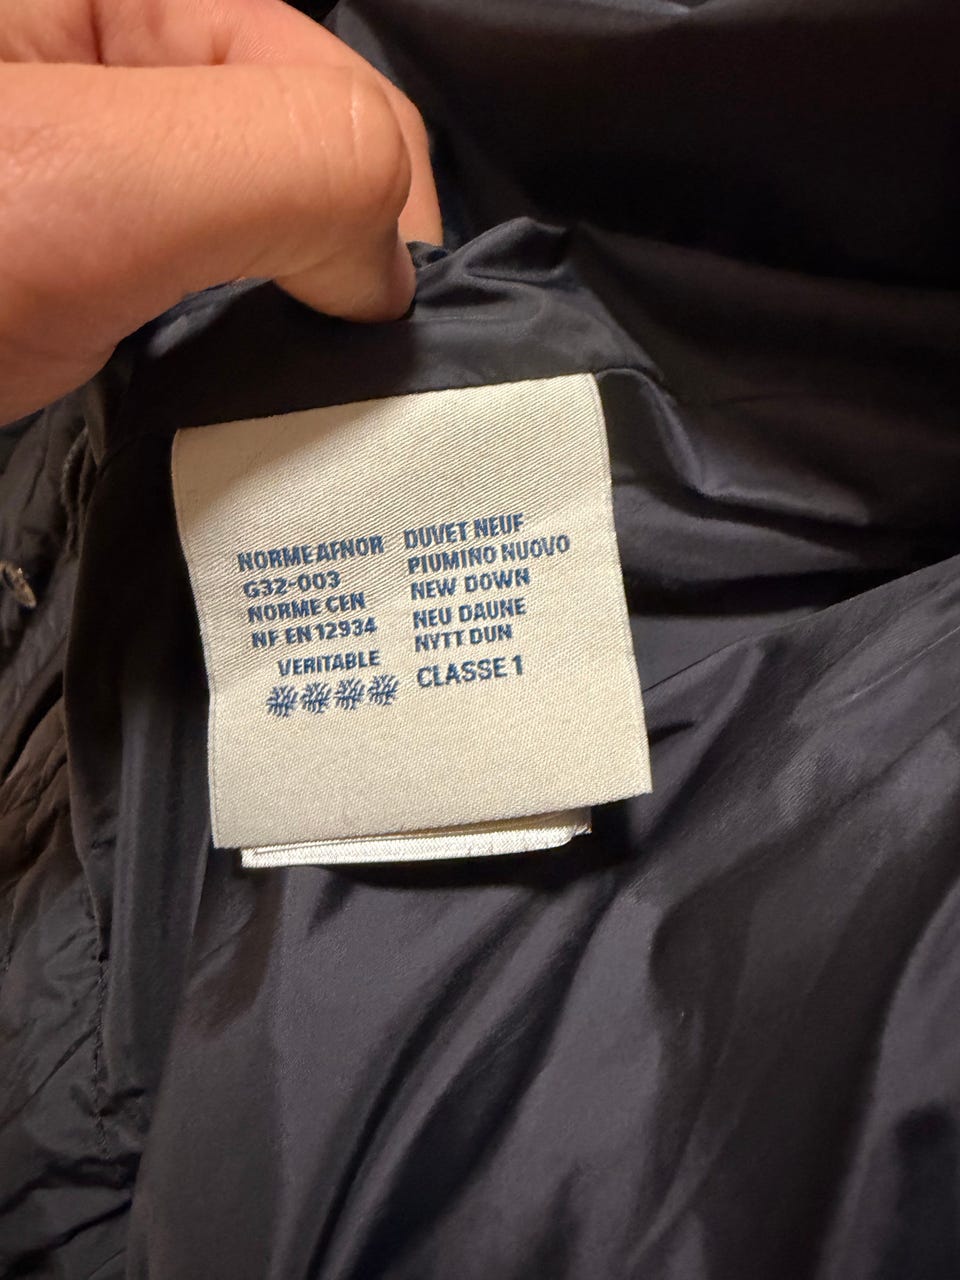 NORME AFNOR
G32-003
NORME CEN
NF EN 12934
VERITABLE
DUVET NEUF
PIUMINO NUOVO
NEW DOWN
NEU DAUNE
NYTT DUN
CLASSE 1